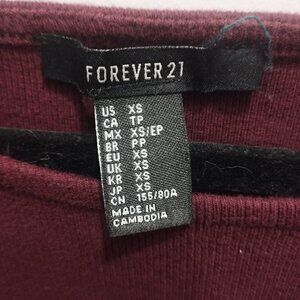 FOREVER 21
US XS
CA TP
MX XS/EP
BR PP
EU XS
UK XS
KR XS
JP XS
CN 155/80A
MADE IN
CAMBODIA